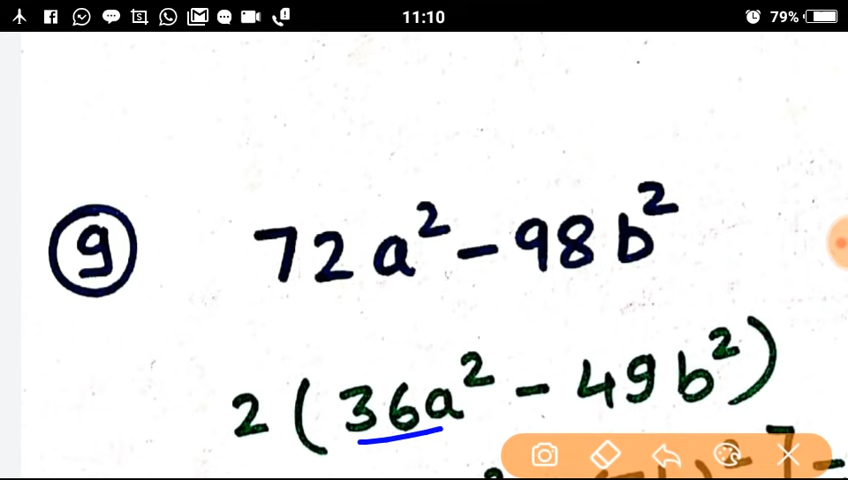 11:10 79%
9 72a² - 98b²
2 (36a² - 49b²)